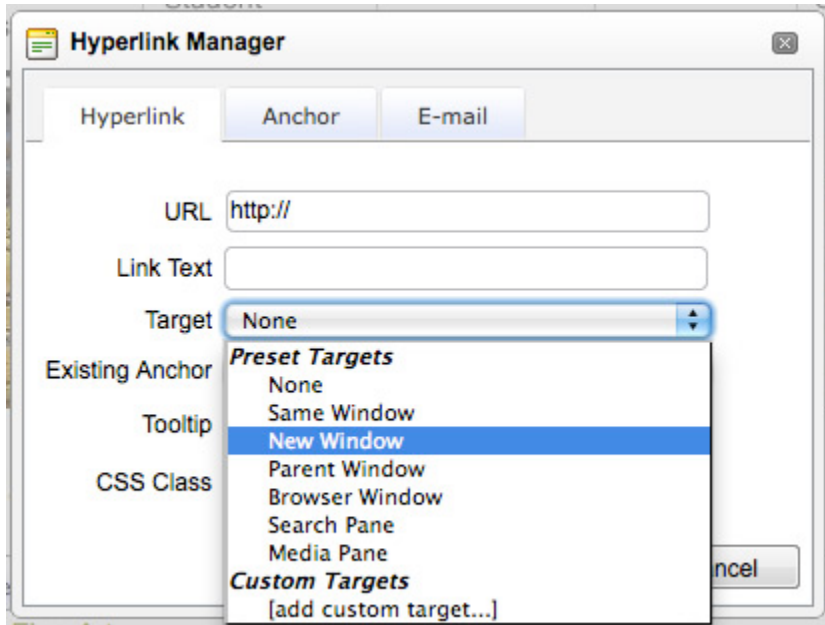 Student
Hyperlink Manager
Hyperlink Anchor E-mail
URL http://
Link Text
Target None
Existing Anchor
Tooltip
CSS Class
Preset Targets
None
Same Window
New Window
Parent Window
Browser Window
Search Pane
Media Pane
Custom Targets
[add custom target...]
ncel